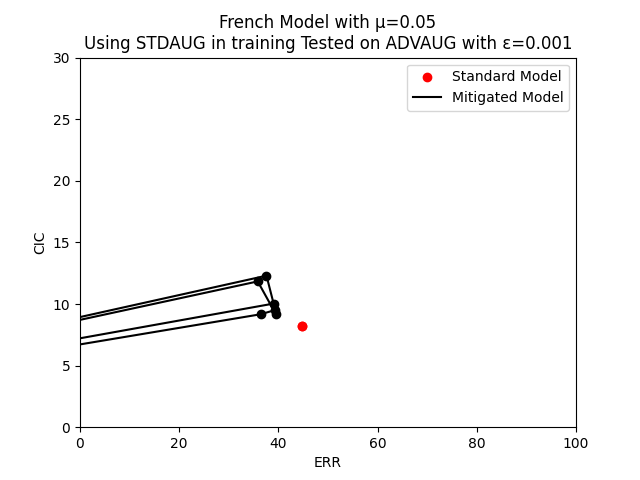 French Model with μ=0.05
Using STDAUG in training Tested on ADVAUG with ε=0.001
30
25
20
15
10
5
0
CIC
Standard Model
Mitigated Model
0 20 40 60 80 100
ERR